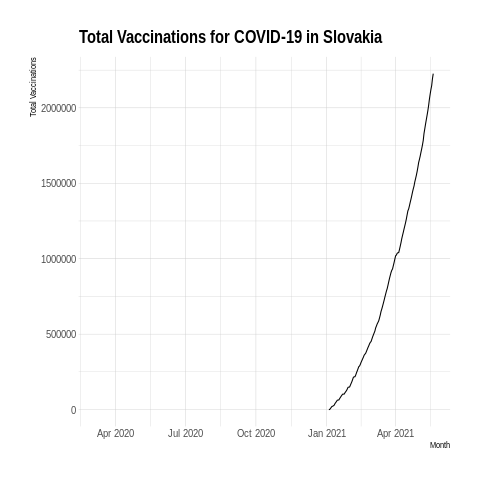 Total Vaccinations for COVID-19 in Slovakia
Total Vaccinations
2000000
1500000
1000000
500000
0
Apr 2020 Jul 2020 Oct 2020 Jan 2021 Apr 2021
Month